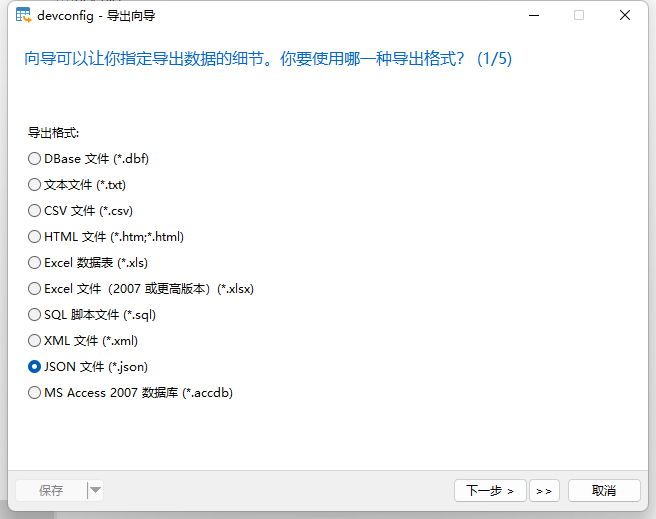 devconfig - 导出向导
向导可以让你指定导出数据的细节。你要使用哪一种导出格式？ (1/5)
导出格式:
DBase 文件 (*.dbf)
文本文件 (*.txt)
CSV 文件 (*.csv)
HTML 文件 (*.htm;*.html)
Excel 数据表 (*.xls)
Excel 文件（2007 或更高版本）(*.xlsx)
SQL 脚本文件 (*.sql)
XML 文件 (*.xml)
JSON 文件 (*.json)
MS Access 2007 数据库 (*.accdb)
保存 下一步 > >> 取消